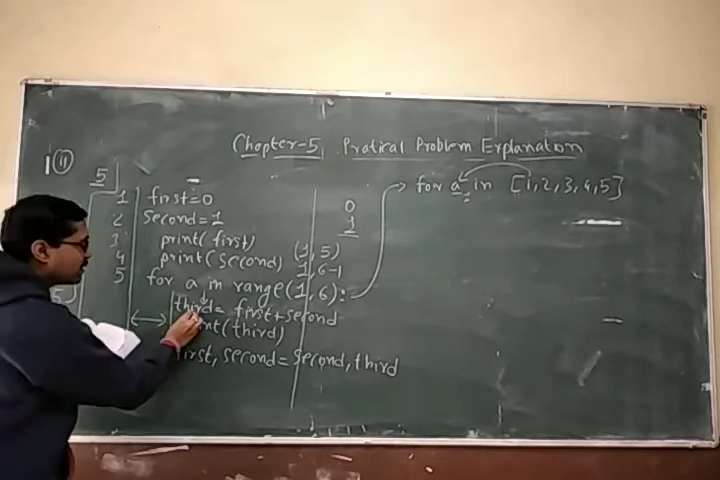 Chapter-5 Pratical Problem Explanation
11
5
1 first=0
2 Second=1
3 print(first)
4 print(second) (1,5)
5 for a in range(1,6):
1,6-1
third= first+second
print(third)
first, second=second, third
0
1
for a in [1,2,3,4,5]
5